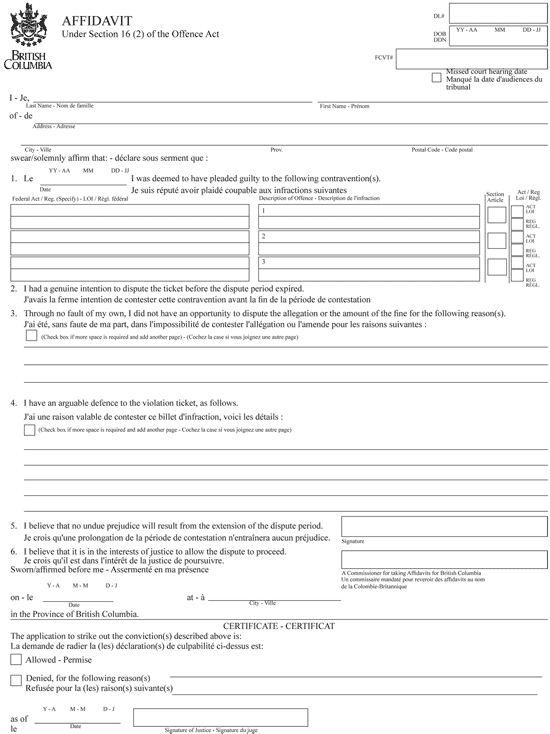 AFFIDAVIT
Under Section 16 (2) of the Offence Act
BRITISH
COLUMBIA
DL#
DOB
DDN
YY - AA MM DD - JJ
FCVT#
Missed court hearing date
Manqué la date d'audiences du
tribunal
I - Je,
Last Name - Nom de famille First Name - Prénom
of - de
Address - Adresse
City - Ville Prov. Postal Code - Code postal
swear/solemnly affirm that: - déclare sous serment que :
YY - AA MM DD - JJ
1. Le I was deemed to have pleaded guilty to the following contravention(s).
Date Je suis réputé avoir plaidé coupable aux infractions suivantes
Federal Act / Reg. (Specify) - LOI / Règl. fédéral Description of Offence - Description de l'infraction Section Article Act / Reg Loi / Règl.
1 ACT LOI
REG REGL.
2 ACT LOI
REG REGL.
3 ACT LOI
REG REGL.
2. I had a genuine intention to dispute the ticket before the dispute period expired.
J'avais la ferme intention de contester cette contravention avant la fin de la période de contestation
3. Through no fault of my own, I did not have an opportunity to dispute the allegation or the amount of the fine for the following reason(s).
J'ai été, sans faute de ma part, dans l'impossibilité de contester l'allégation ou l'amende pour les raisons suivantes :
(Check box if more space is required and add another page) - (Cochez la case si vous joignez une autre page)
4. I have an arguable defence to the violation ticket, as follows.
J'ai une raison valable de contester ce billet d'infraction, voici les détails :
(Check box if more space is required and add another page - Cochez la case si vous joignez une autre page)
5. I believe that no undue prejudice will result from the extension of the dispute period.
Je crois qu'une prolongation de la période de contestation n'entraînera aucun préjudice.
Signature
6. I believe that it is in the interests of justice to allow the dispute to proceed.
Je crois qu'il est dans l'intérêt de la justice de poursuivre.
Sworn/affirmed before me - Assermenté en ma présence
A Commissioner for taking Affidavits for British Columbia
Un commissaire mandaté pour revenoir des affidavits au nom
de la Colombie-Britannique
Y - A M - M D - J
on - le at - à
Date City - Ville
in the Province of British Columbia.
CERTIFICATE - CERTIFICAT
The application to strike out the conviction(s) described above is:
La demande de radier la (les) déclaration(s) de culpabilité ci-dessus est:
Allowed - Permise
Denied, for the following reason(s)
Refusée pour la (les) raison(s) suivante(s)
Y - A M - M D - J
as of
le
Date
Signature of Justice - Signature du juge